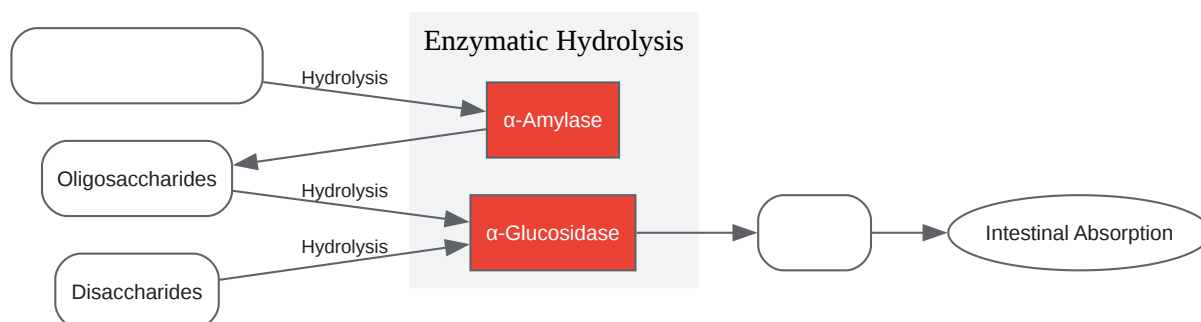 Enzymatic Hydrolysis
Hydrolysis
α-Amylase
Oligosaccharides
Hydrolysis
α-Glucosidase
Hydrolysis
Intestinal Absorption
Disaccharides